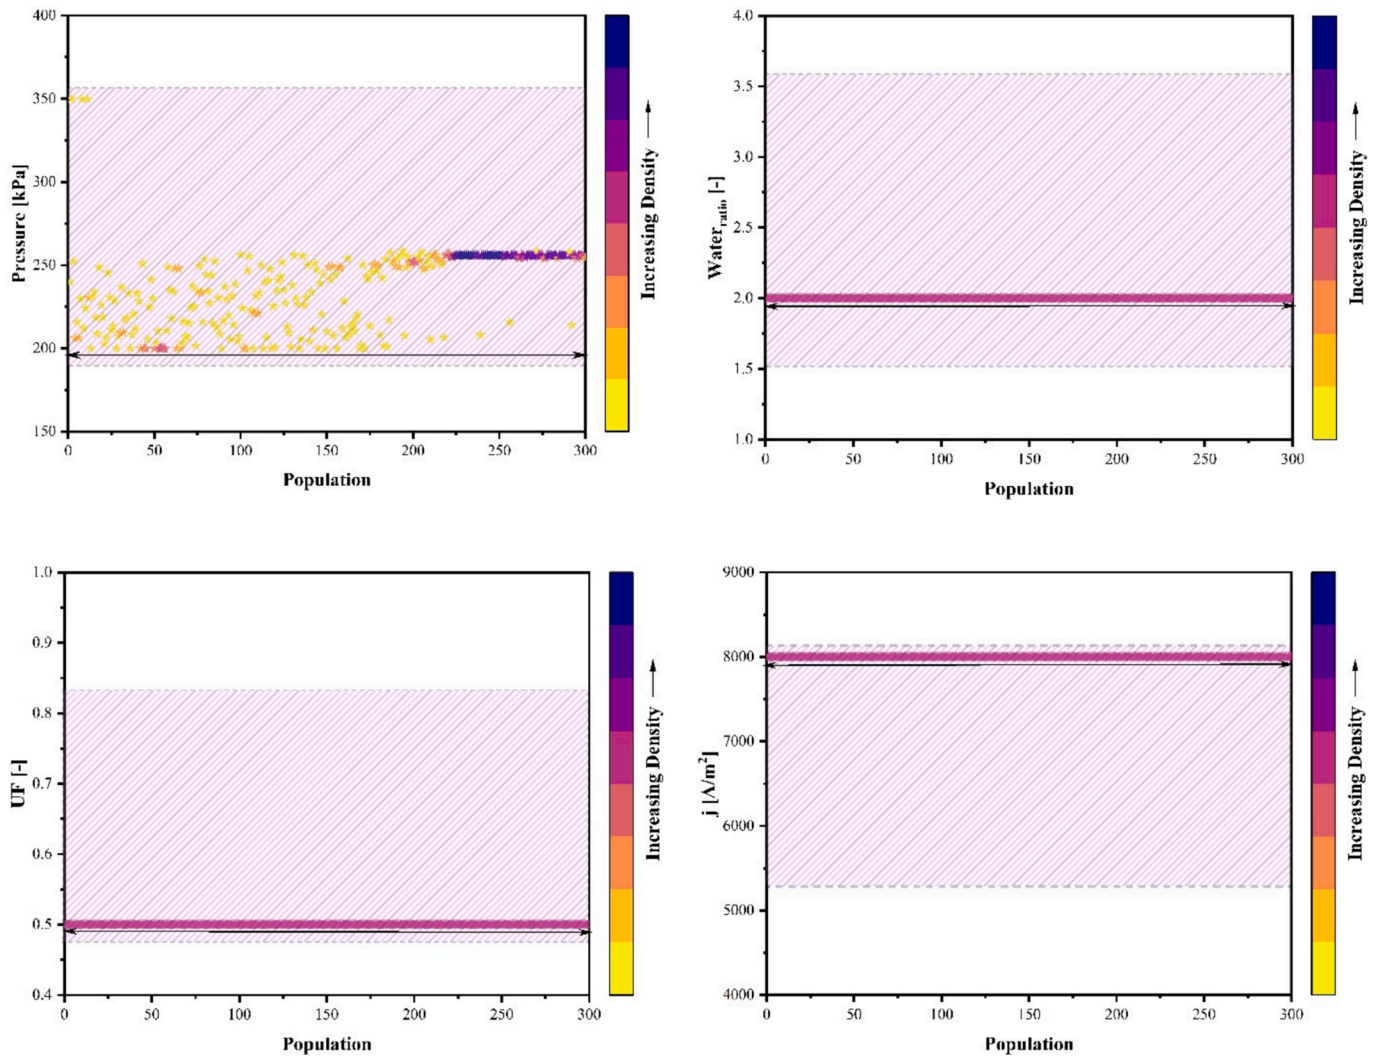 400
350
300
250
200
150
Pressure [kPa]
0 50 100 150 200 250 300
Population
Increasing Density
4.0
3.5
3.0
2.5
2.0
1.5
1.0
Water_ratio [-]
0 50 100 150 200 250 300
Population
Increasing Density
1.0
0.9
0.8
0.7
0.6
0.5
0.4
UF [-]
0 50 100 150 200 250 300
Population
Increasing Density
9000
8000
7000
6000
5000
4000
j [A/m²]
0 50 100 150 200 250 300
Population
Increasing Density